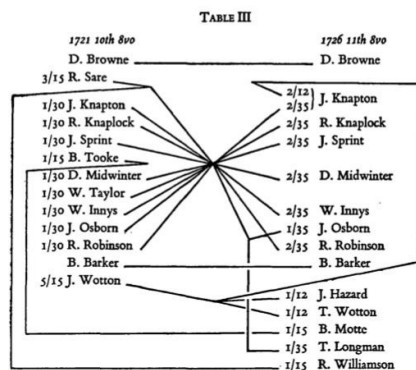 TABLE III
1721 10th 8vo 1726 11th 8vo
D. Browne D. Browne
3/15 R. Sare
1/30 J. Knapton 2/12 } J. Knapton
2/35
1/30 R. Knaplock 2/35 R. Knaplock
1/30 J. Sprint 2/35 J. Sprint
1/15 B. Tooke
1/30 D. Midwinter 2/35 D. Midwinter
1/30 W. Taylor
1/30 W. Innys 2/35 W. Innys
1/30 J. Osborn 1/35 J. Osborn
1/30 R. Robinson 2/35 R. Robinson
B. Barker B. Barker
5/15 J. Wotton
1/12 J. Hazard
1/12 T. Wotton
1/15 B. Motte
1/35 T. Longman
1/15 R. Williamson